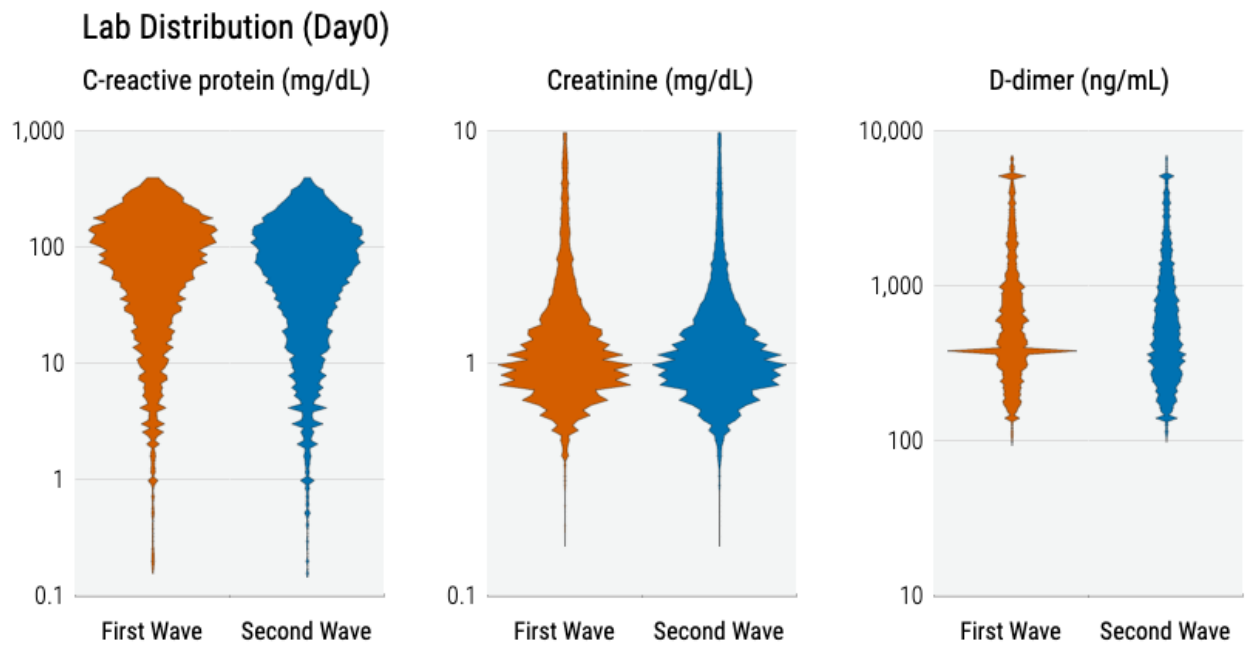 Lab Distribution (Day0)
C-reactive protein (mg/dL)
1,000
100
10
1
0.1
First Wave
Second Wave
Creatinine (mg/dL)
10
1
0.1
First Wave
Second Wave
D-dimer (ng/mL)
10,000
1,000
100
10
First Wave
Second Wave